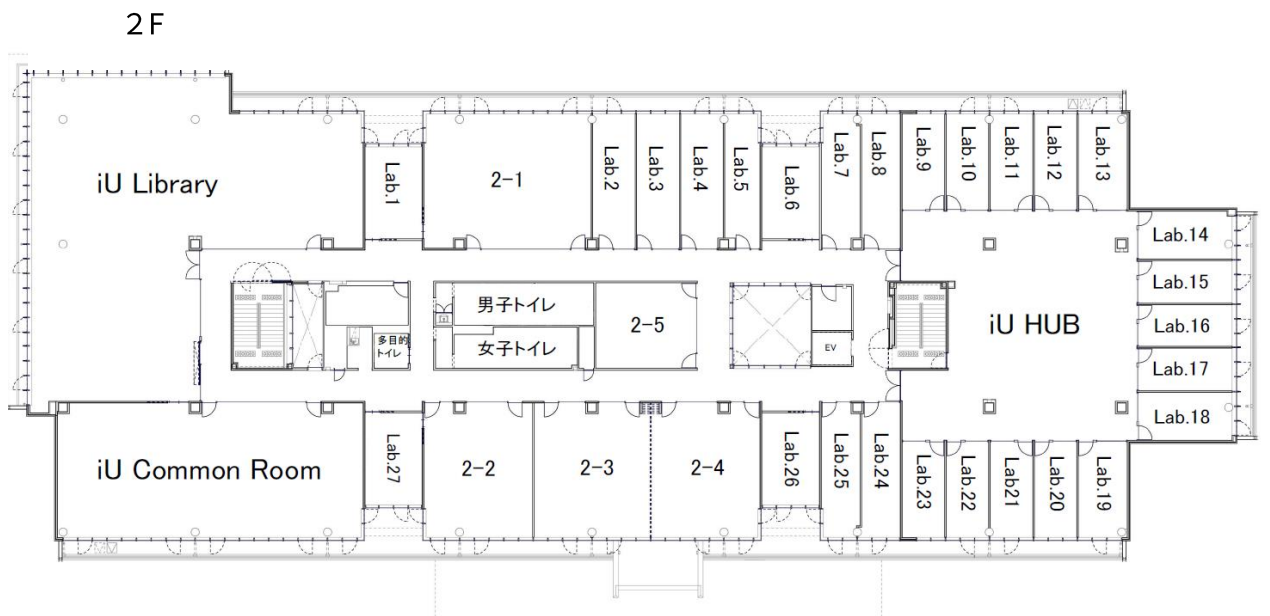 2F
iU Library
Lab.1
2-1
Lab.2
Lab.3
Lab.4
Lab.5
Lab.6
Lab.7
Lab.8
Lab.9
Lab.10
Lab.11
Lab.12
Lab.13
Lab.14
Lab.15
Lab.16
Lab.17
Lab.18
iU HUB
男子トイレ
女子トイレ
多目的
トイレ
2-5
EV
iU Common Room
Lab.27
2-2
2-3
2-4
Lab.26
Lab.25
Lab.24
Lab.23
Lab.22
Lab21
Lab.20
Lab.19